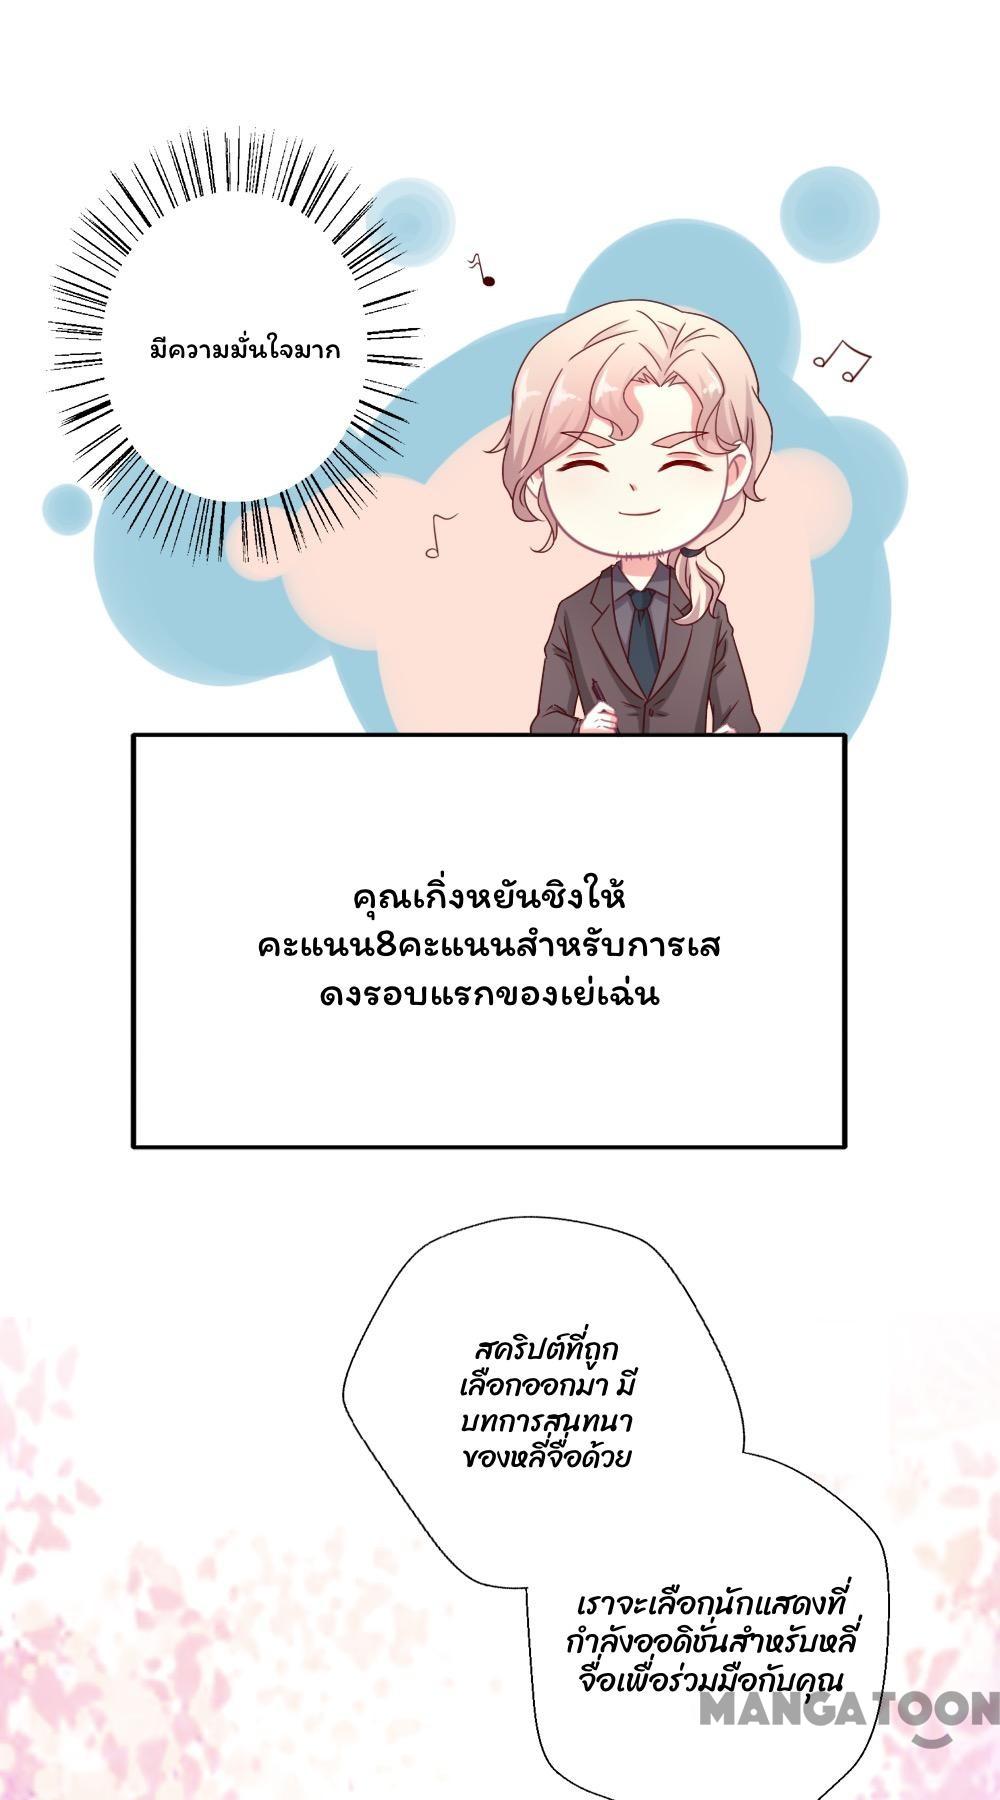 มีความมั่นใจมาก
คุณเกิ่งหยันชิงให้
คะแนน8คะแนนสำหรับการเส
ดงรอบแรกของเย่เฉ่น
สคริปต์ที่ถูก
เลือกออกมา มี
บทการสนทนา
ของหลี่จื่อด้วย
เราจะเลือกนักแสดงที่
กำลังออดิชั่นสำหรับหลี่
จื่อเพื่อร่วมมือกับคุณ
MANGATOON